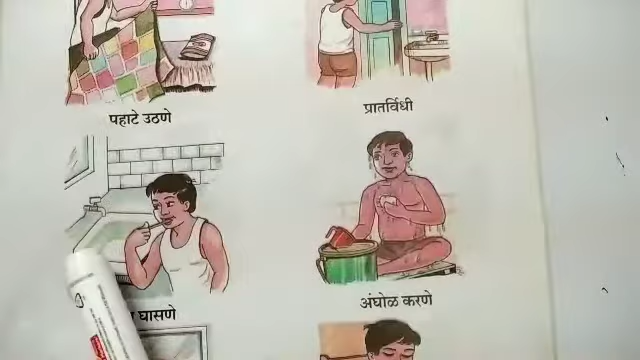 पहाटे उठणे
प्रातर्विधी
घासणे
अंघोळ करणे